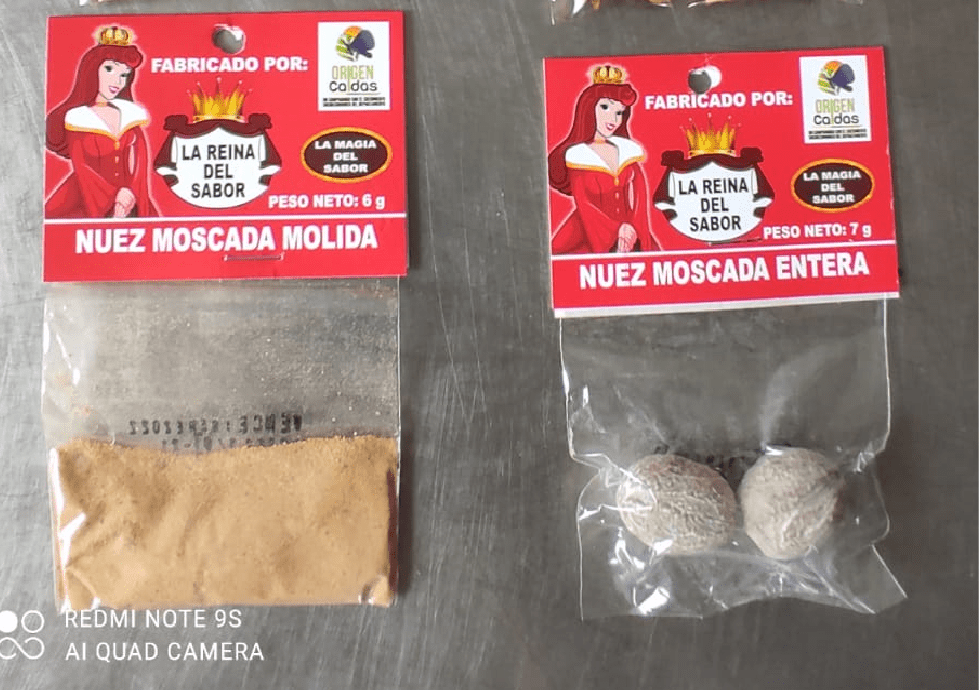 FABRICADO POR:
ORIGEN
Caldas
LA REINA
DEL
SABOR
LA MAGIA
DEL
SABOR
PESO NETO: 6 g
NUEZ MOSCADA MOLIDA
FABRICADO POR:
ORIGEN
Caldas
LA REINA
DEL
SABOR
LA MAGIA
DEL
SABOR
PESO NETO: 7 g
NUEZ MOSCADA ENTERA
REDMI NOTE 9S
AI QUAD CAMERA